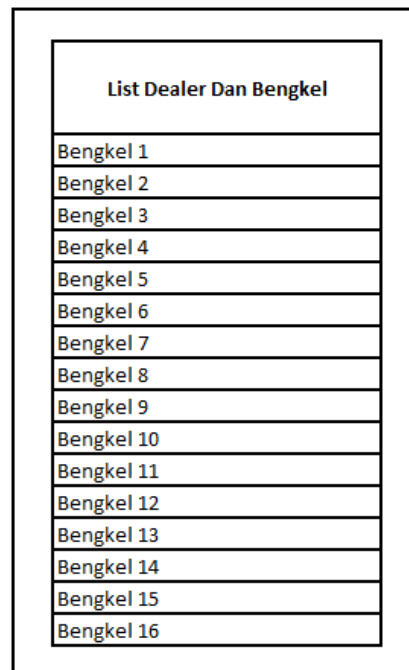 List Dealer Dan Bengkel
Bengkel 1
Bengkel 2
Bengkel 3
Bengkel 4
Bengkel 5
Bengkel 6
Bengkel 7
Bengkel 8
Bengkel 9
Bengkel 10
Bengkel 11
Bengkel 12
Bengkel 13
Bengkel 14
Bengkel 15
Bengkel 16